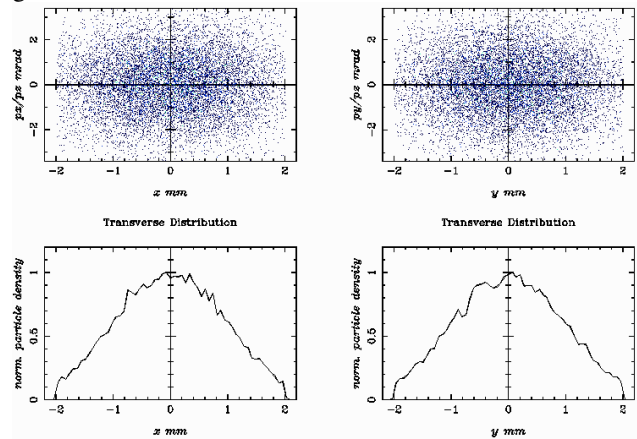 2
0
−2
px/pz mrad
−2 −1 0 1 2
x mm
2
0
−2
py/pz mrad
−2 −1 0 1 2
y mm
Transverse Distribution
1
0.5
0
norm. particle density
−2 −1 0 1 2
x mm
Transverse Distribution
1
0.5
0
norm. particle density
−2 −1 0 1 2
y mm